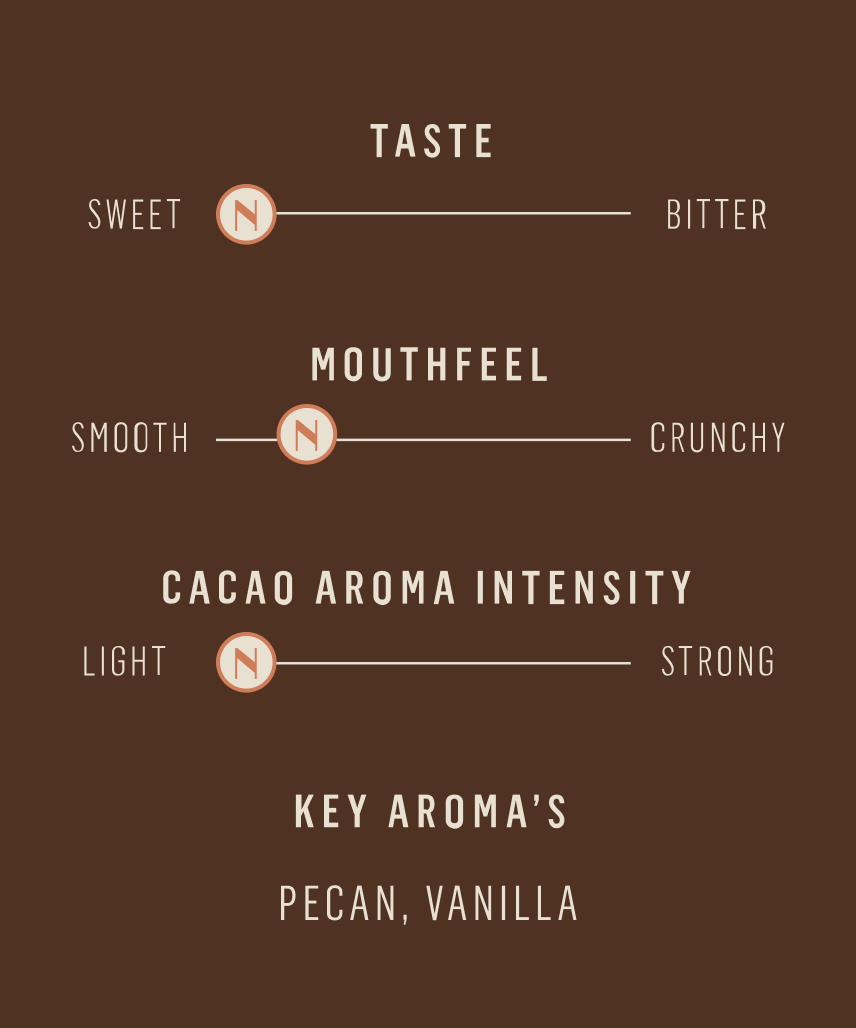 TASTE
SWEET N BITTER
MOUTHFEEL
SMOOTH N CRUNCHY
CACAO AROMA INTENSITY
LIGHT N STRONG
KEY AROMA’S
PECAN, VANILLA